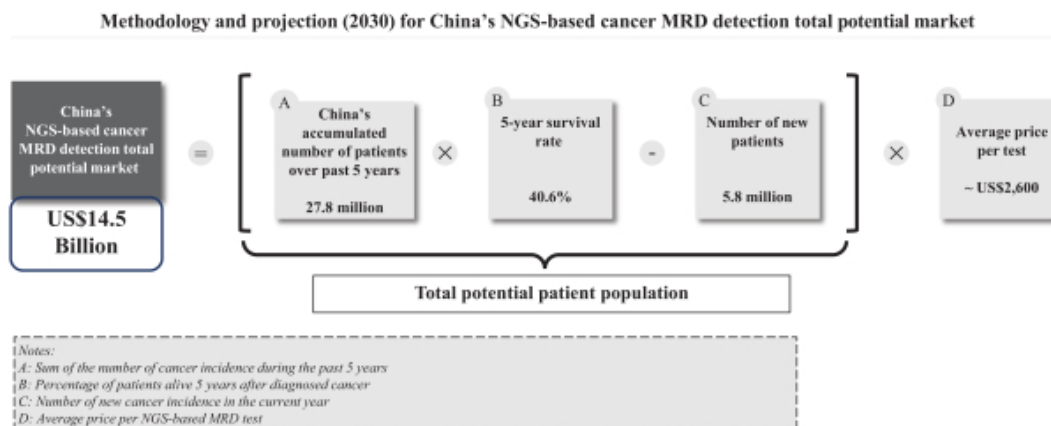 Methodology and projection (2030) for China's NGS-based cancer MRD detection total potential market
China's
NGS-based cancer
MRD detection total
potential market
US$14.5
Billion
=
A
China's
accumulated
number of patients
over past 5 years
27.8 million
×
B
5-year survival
rate
40.6%
-
C
Number of new
patients
5.8 million
×
D
Average price
per test
~ US$2,600
Total potential patient population
Notes:
A: Sum of the number of cancer incidence during the past 5 years
B: Percentage of patients alive 5 years after diagnosed cancer
C: Number of new cancer incidence in the current year
D: Average price per NGS-based MRD test